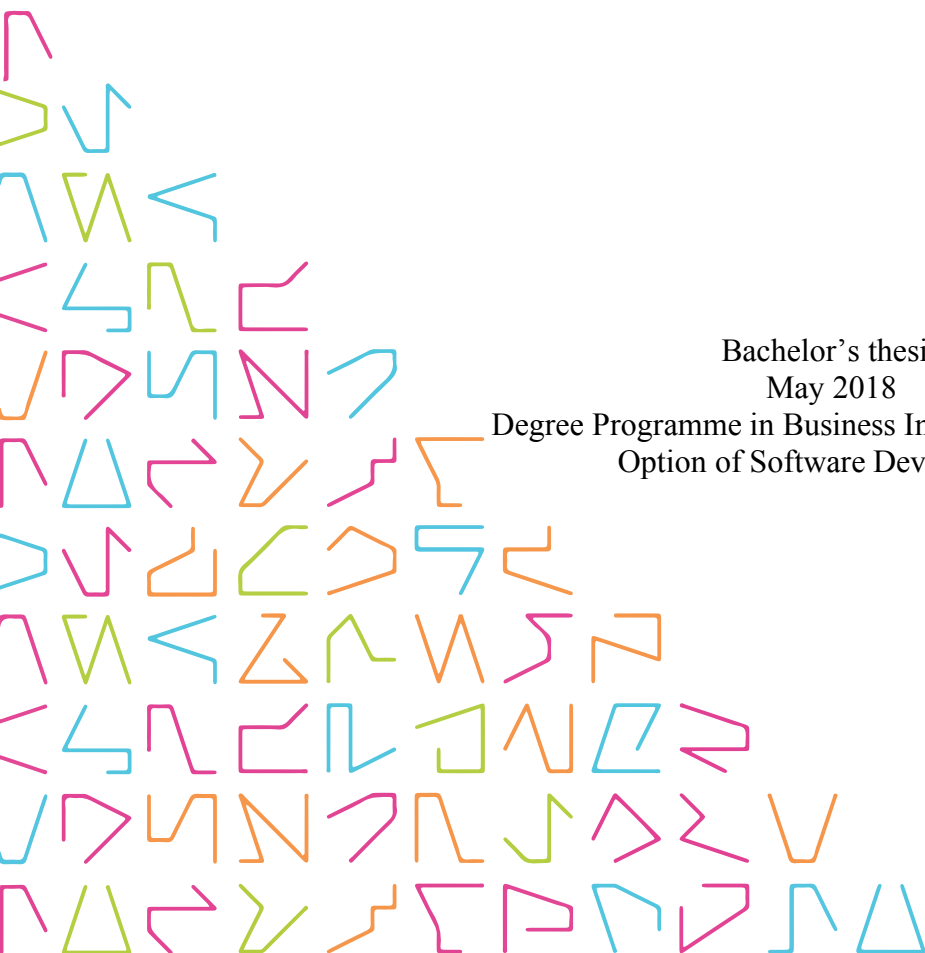 Bachelor’s thesi
May 2018
Degree Programme in Business In
Option of Software Dev